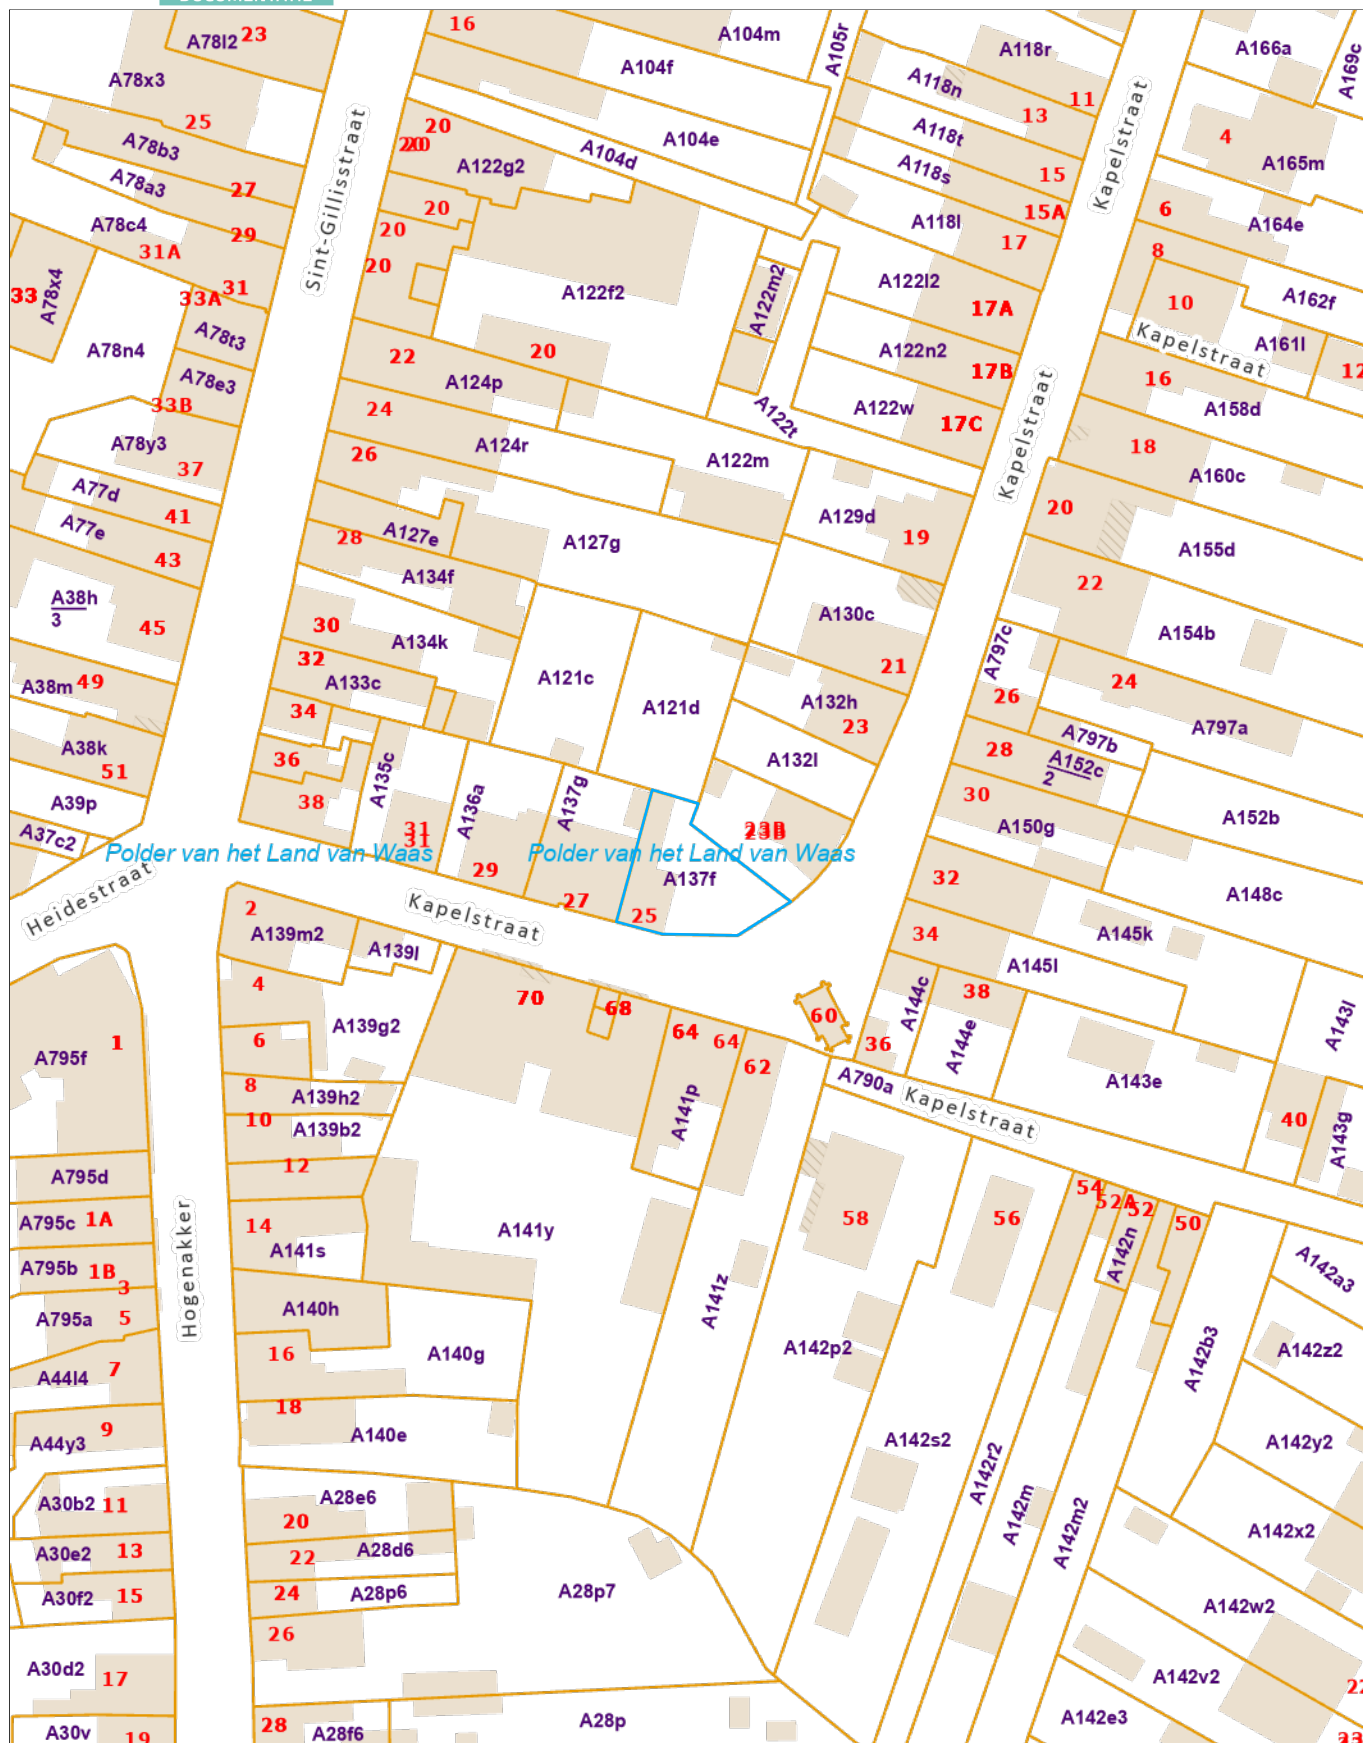 16
A104m
A105r
A166a
A169c
23
A78l2
A118r
A104f
A78x3
A118n
11
13
25
20
20
20
A104e
A118t
4
A78b3
A104d
A122g2
A118s
15
A165m
A78a3
27
Sint-Gillisstraat
Kapelstraat
20
15A
6
A78c4
29
20
A118l
17
A164e
31A
8
20
33
A78x4
33A
31
A122f2
A122m2
A122l2
17A
10
A162f
A78t3
A78n4
22
20
A122n2
Kapelstraat
A161l
A78e3
A124p
17B
16
12
33B
24
A122t
A122w
17C
A158d
A78y3
26
A124r
A122m
Kapelstraat
18
37
A160c
A77d
41
A129d
20
A77e
28
A127e
A127g
19
A155d
43
A134f
22
A38h
3
30
A134k
A130c
A797c
A154b
45
32
A133c
A121c
21
A38m
49
34
A121d
A132h
26
24
23
A797a
A38k
36
A135c
A132l
28
A797b
51
A152c
2
A39p
38
A136a
A137g
30
31
31
23B
23B
A150g
A152b
A37c2
Polder van het Land van Waas
Polder van het Land van Waas
Heidestraat
29
A137f
32
A148c
2
Kapelstraat
27
25
A139m2
A139l
34
A145k
A145l
4
70
68
A144c
38
A139g2
60
A143l
6
64
64
36
A144e
1
A795f
62
A790a
A143e
8
A139h2
Kapelstraat
10
A139b2
A141p
40
A143g
12
A795d
54
52A
52
50
A795c
1A
14
Hogenakker
A141y
58
56
A142n
A141s
A795b
1B
3
A142a3
A795a
5
A140h
A141z
16
A140g
A142p2
A142b3
A142z2
A44l4
7
18
A44y3
9
A140e
A142s2
A142y2
A142r2
A30b2
11
A28e6
20
A142m
A142m2
A142x2
A30e2
13
22
A28d6
A30f2
15
24
A28p6
A28p7
A142w2
26
A30d2
17
A142v2
A30v
19
28
A28f6
A28p
A142e3